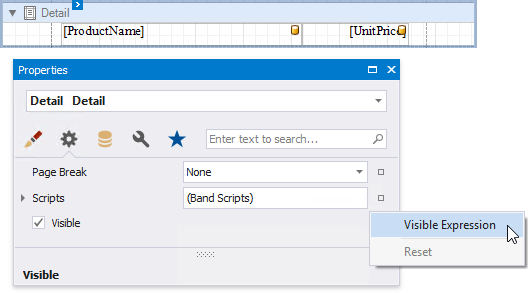 Detail
[ProductName] [UnitPrice]
Properties
Detail Detail
Enter text to search...
Page Break None
Scripts (Band Scripts)
Visible
Visible Expression
Reset
Visible